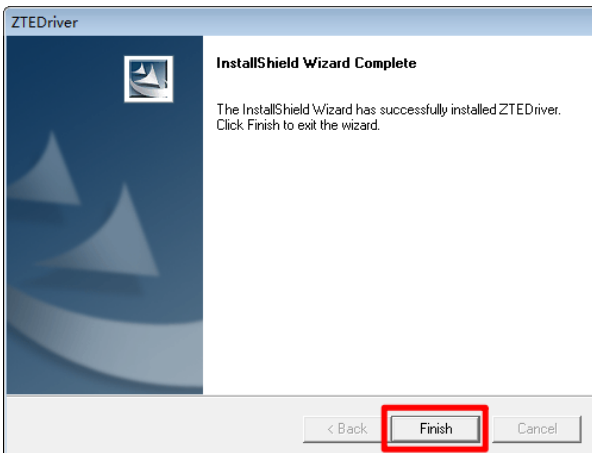 ZTEDriver
InstallShield Wizard Complete
The InstallShield Wizard has successfully installed ZTEDriver.
Click Finish to exit the wizard.
< Back
Finish
Cancel